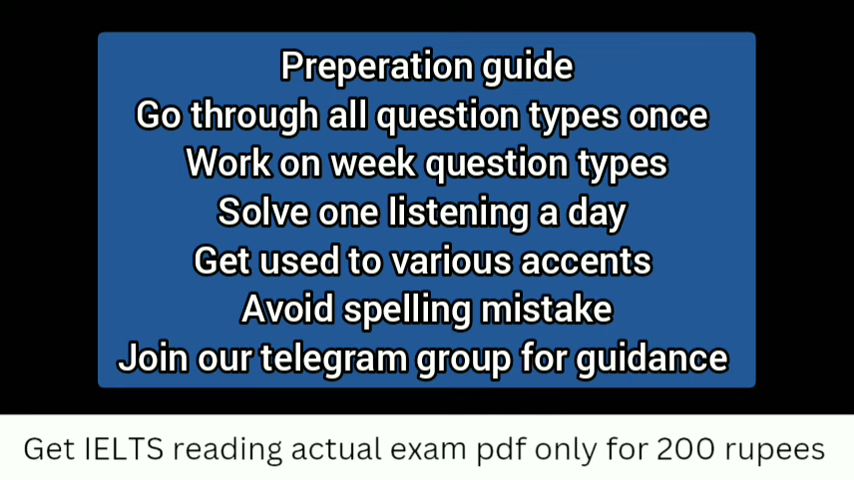 Preperation guide
Go through all question types once
Work on week question types
Solve one listening a day
Get used to various accents
Avoid spelling mistake
Join our telegram group for guidance
Get IELTS reading actual exam pdf only for 200 rupees